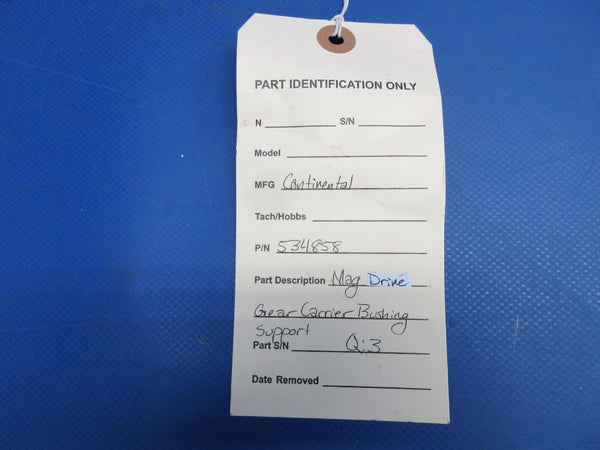 PART IDENTIFICATION ONLY
N S/N
Model
MFG Continental
Tach/Hobbs
P/N 534858
Part Description Mag Drive
Gear Carrier Bushing
Support
Part S/N Q:3
Date Removed